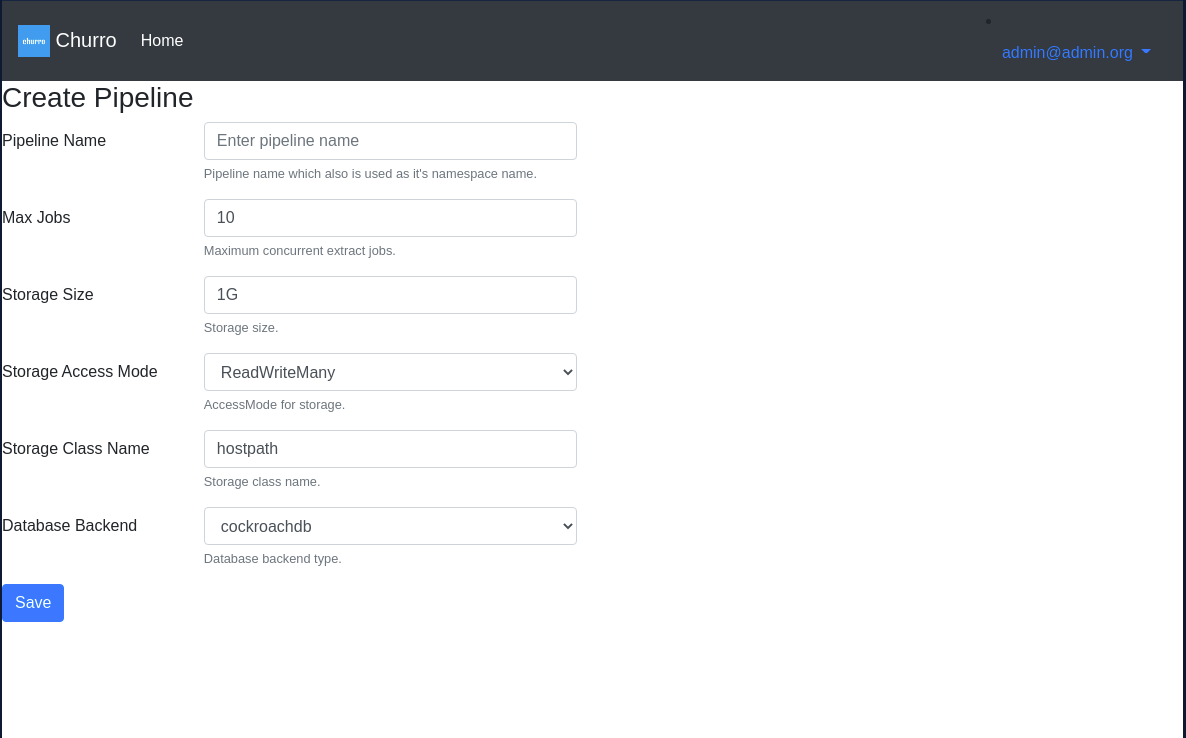 churro Churro Home
admin@admin.org
Create Pipeline
Pipeline Name
Enter pipeline name
Pipeline name which also is used as it's namespace name.
Max Jobs
10
Maximum concurrent extract jobs.
Storage Size
1G
Storage size.
Storage Access Mode
ReadWriteMany
AccessMode for storage.
Storage Class Name
hostpath
Storage class name.
Database Backend
cockroachdb
Database backend type.
Save